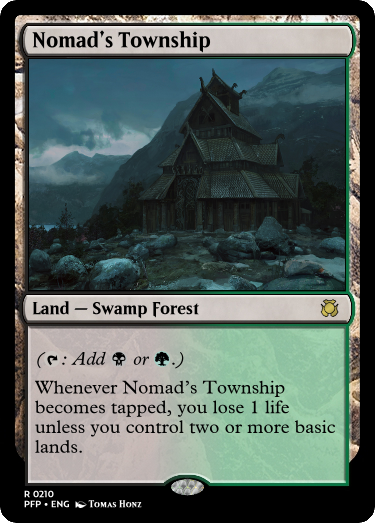 Nomad's Township
Land — Swamp Forest
(: Add or .)
Whenever Nomad's Township
becomes tapped, you lose 1 life
unless you control two or more basic
lands.
R 0210
PFP • ENG Tomas Honz